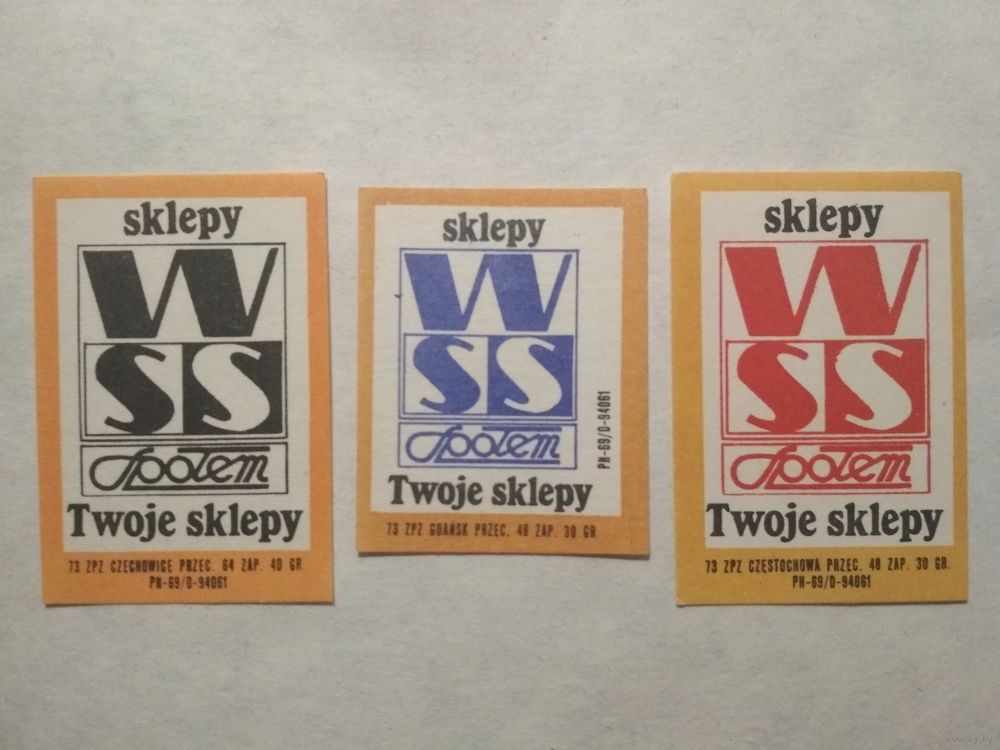 sklepy
WSS
Społem
Twoje sklepy
73 ZPZ CZECHOWICE PRZEC. 64 ZAP. 40 GR.
PN-69/O-94061
sklepy
WSS
Społem
PN-69/O-94061
Twoje sklepy
73 ZPZ GDAŃSK PRZEC. 48 ZAP. 30 GR
sklepy
WSS
Społem
Twoje sklepy
73 ZPZ CZĘSTOCHOWA PRZEC. 48 ZAP. 30 GR.
PN-69/O-94061